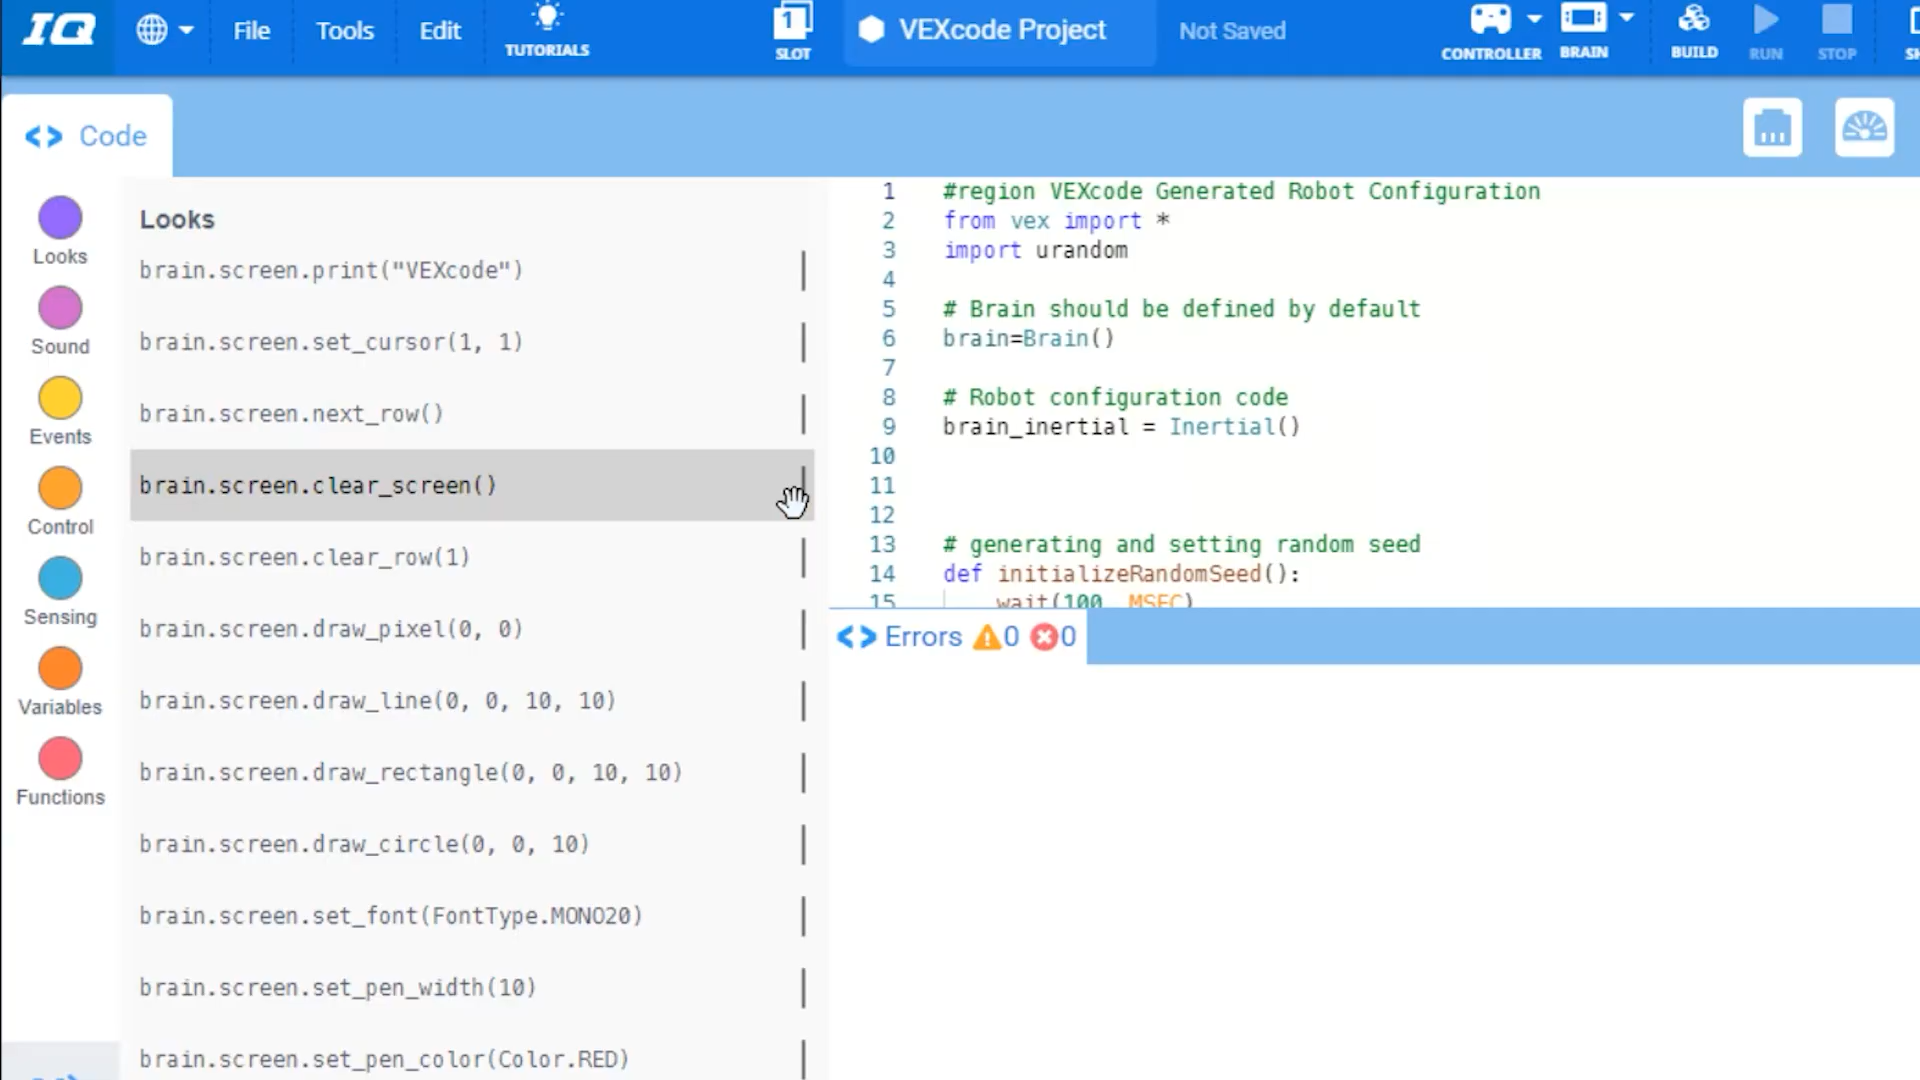 IQ
File
Tools
Edit
TUTORIALS
1
SLOT
VEXcode Project
Not Saved
CONTROLLER
BRAIN
BUILD
RUN
STOP
Code
Looks
Sound
Events
Control
Sensing
Variables
Functions
Looks
brain.screen.print("VEXcode")
brain.screen.set_cursor(1, 1)
brain.screen.next_row()
brain.screen.clear_screen()
brain.screen.clear_row(1)
brain.screen.draw_pixel(0, 0)
brain.screen.draw_line(0, 0, 10, 10)
brain.screen.draw_rectangle(0, 0, 10, 10)
brain.screen.draw_circle(0, 0, 10)
brain.screen.set_font(FontType.MONO20)
brain.screen.set_pen_width(10)
brain.screen.set_pen_color(Color.RED)
1 #region VEXcode Generated Robot Configuration
2 from vex import *
3 import urandom
4
5 # Brain should be defined by default
6 brain=Brain()
7
8 # Robot configuration code
9 brain_inertial = Inertial()
10
11
12
13 # generating and setting random seed
14 def initializeRandomSeed():
15 wait(100, MSEC)
Errors 0 0